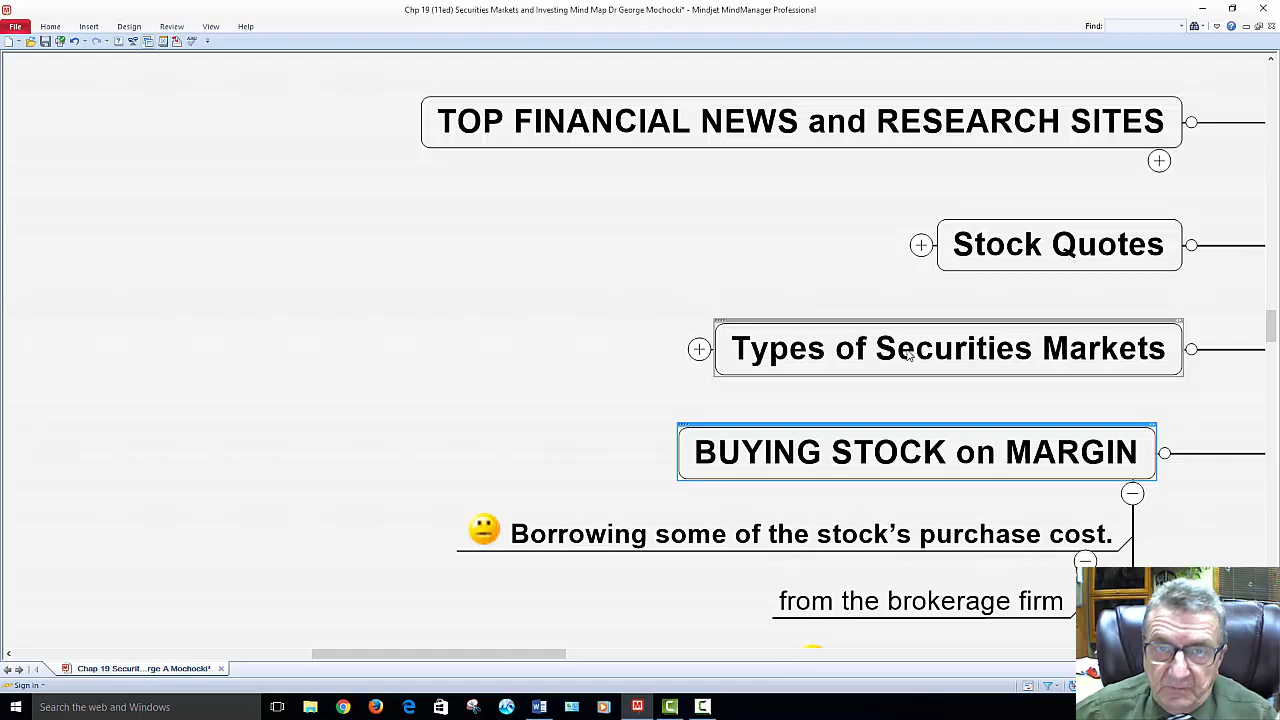 Chp 19 (11ed) Securities Markets and Investing Mind Map Dr George Mochocki* - Mindjet MindManager Professional
File Home Insert Design Review View Help Find:
TOP FINANCIAL NEWS and RESEARCH SITES
Stock Quotes
Types of Securities Markets
BUYING STOCK on MARGIN
Borrowing some of the stock’s purchase cost.
from the brokerage firm
Chap 19 Securit...rge A Mochocki*
Sign In
Search the web and Windows